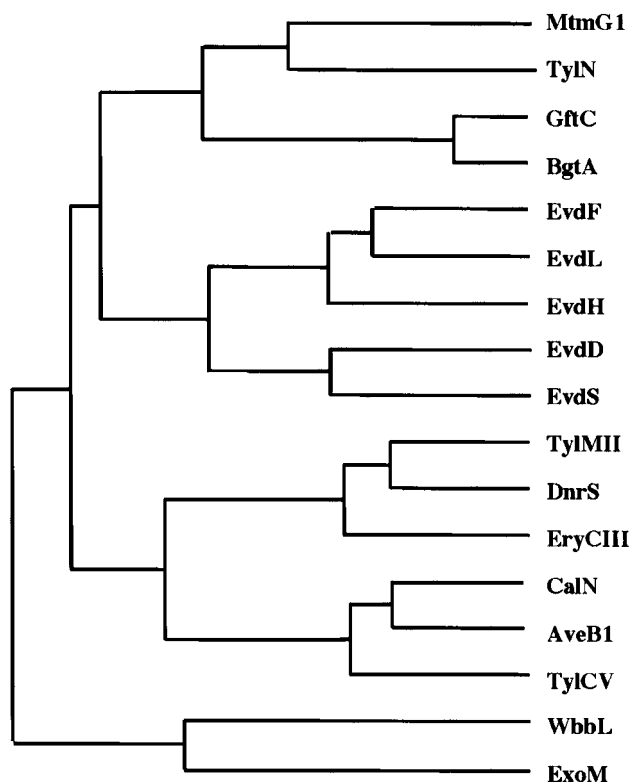 MtmG1
TylN
GftC
BgtA
EvdF
EvdL
EvdH
EvdD
EvdS
TylMII
DnrS
EryCIII
CalN
AveB1
TylCV
WbbL
ExoM